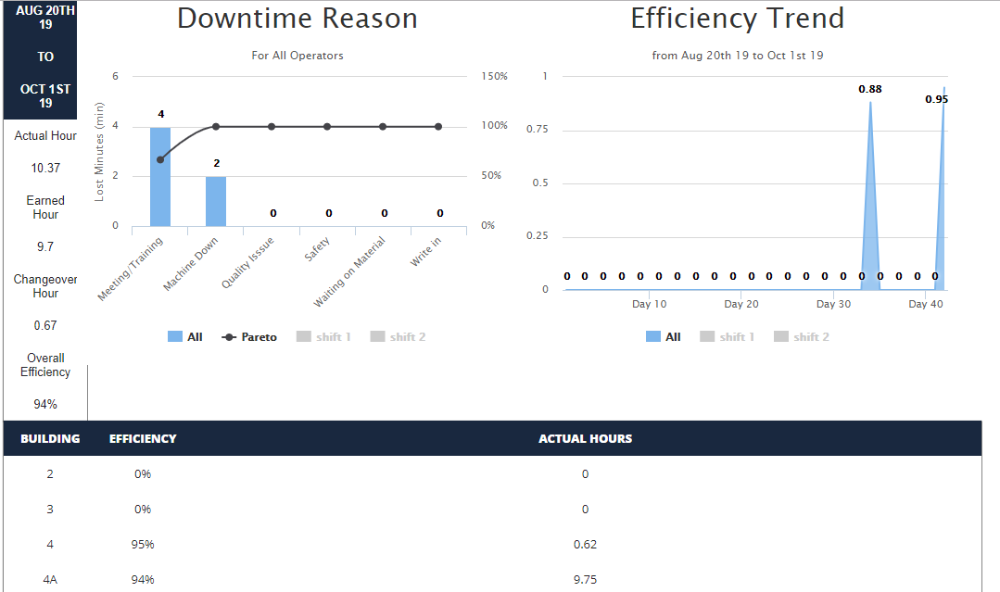 AUG 20TH
19
TO
OCT 1ST
19
Actual Hour
10.37
Earned
Hour
9.7
Changeover
Hour
0.67
Overall
Efficiency
94%
Downtime Reason
For All Operators
Lost Minutes (min)
6
4
2
0
150%
100%
50%
0%
4
2
0
0
0
0
Meeting/Training
Machine Down
Quality Isssue
Safety
Waiting on Material
Write in
All
Pareto
shift 1
shift 2
Efficiency Trend
from Aug 20th 19 to Oct 1st 19
1
0.75
0.5
0.25
0
0.88
0.95
0 0 0 0 0 0 0 0 0 0 0 0 0 0 0 0 0 0 0 0 0
Day 10
Day 20
Day 30
Day 40
All
shift 1
shift 2
BUILDING EFFICIENCY ACTUAL HOURS
2 0% 0
3 0% 0
4 95% 0.62
4A 94% 9.75